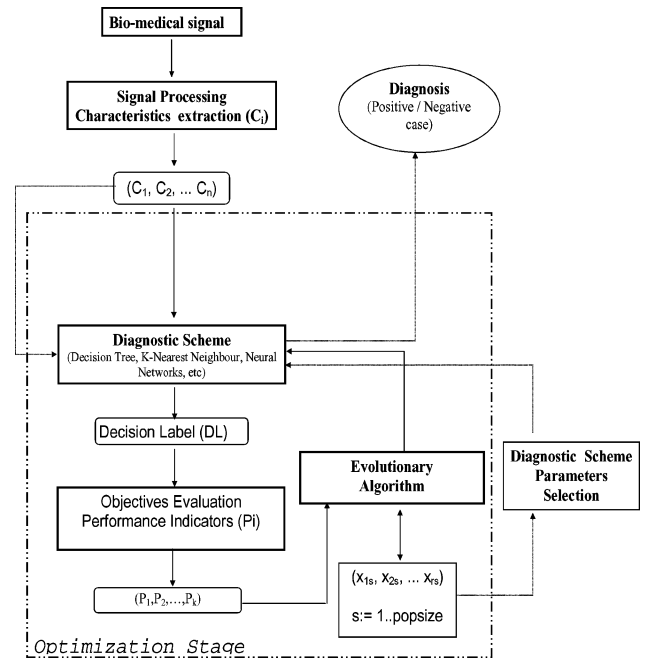 Bio-medical signal
Signal Processing
Characteristics extraction (Ci)
Diagnosis
(Positive / Negative
case)
(C1, C2, ... Cn)
Diagnostic Scheme
(Decision Tree, K-Nearest Neighbour, Neural
Networks, etc)
Decision Label (DL)
Evolutionary
Algorithm
Diagnostic Scheme
Parameters
Selection
Objectives Evaluation
Performance Indicators (Pi)
(P1,P2,...,Pk)
(x1s, x2s, ... xrs)
s:= 1..popsize
Optimization Stage